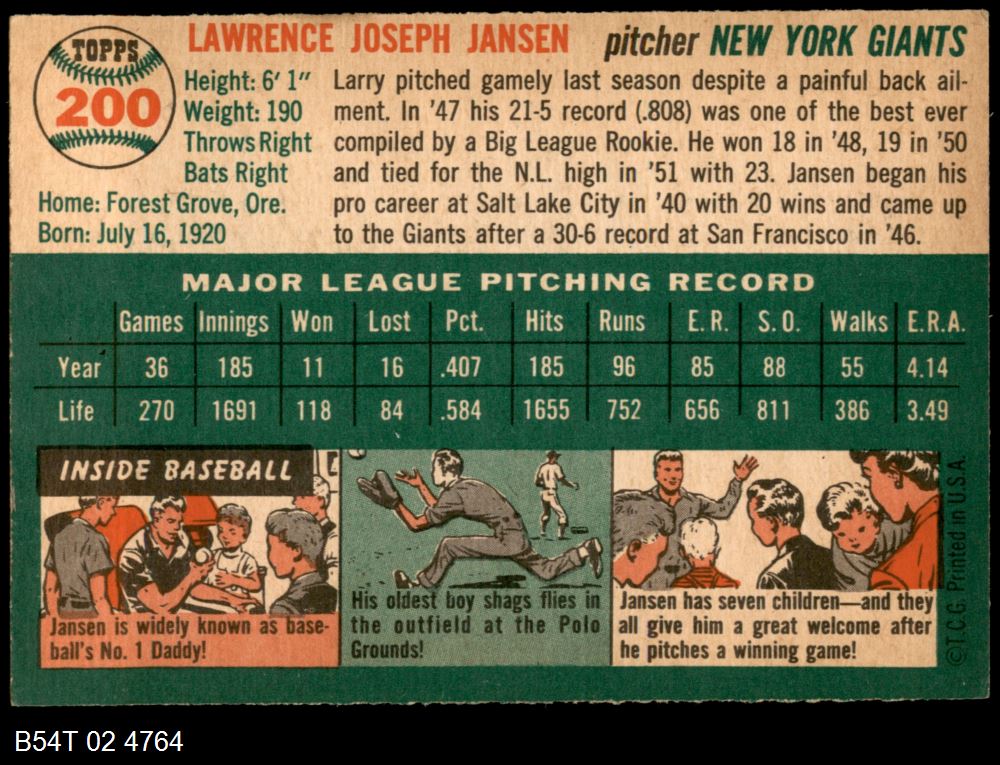 TOPPS
200
LAWRENCE JOSEPH JANSEN pitcher NEW YORK GIANTS
Height: 6' 1"
Weight: 190
Throws Right
Bats Right
Home: Forest Grove, Ore.
Born: July 16, 1920
Larry pitched gamely last season despite a painful back ail-
ment. In '47 his 21-5 record (.808) was one of the best ever
compiled by a Big League Rookie. He won 18 in '48, 19 in '50
and tied for the N.L. high in '51 with 23. Jansen began his
pro career at Salt Lake City in '40 with 20 wins and came up
to the Giants after a 30-6 record at San Francisco in '46.
MAJOR LEAGUE PITCHING RECORD
Games Innings Won Lost Pct. Hits Runs E. R. S. O. Walks E.R.A.
Year 36 185 11 16 .407 185 96 85 88 55 4.14
Life 270 1691 118 84 .584 1655 752 656 811 386 3.49
INSIDE BASEBALL
Jansen is widely known as base-
ball's No. 1 Daddy!
His oldest boy shags flies in
the outfield at the Polo
Grounds!
Jansen has seven children—and they
all give him a great welcome after
he pitches a winning game!
©T.C.G. Printed in U.S.A.
B54T 02 4764